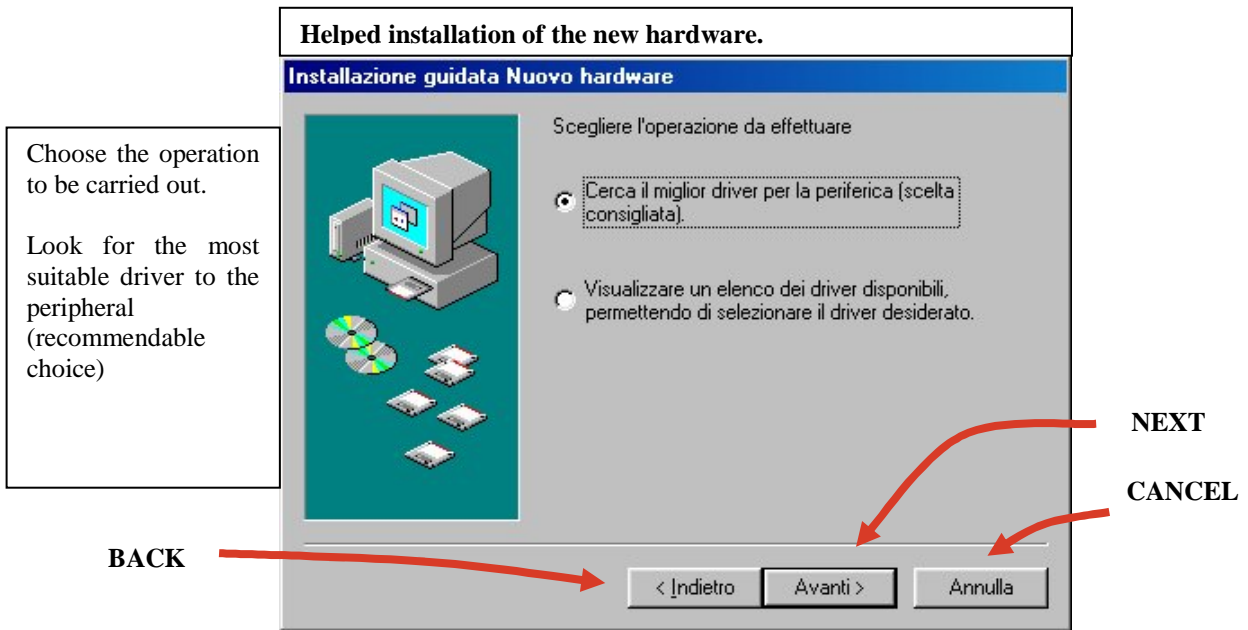 Helped installation of the new hardware.
Installazione guidata Nuovo hardware
Choose the operation
to be carried out.
Look for the most
suitable driver to the
peripheral
(recommendable
choice)
Scegliere l'operazione da effettuare
Cerca il miglior driver per la periferica (scelta
consigliata).
Visualizzare un elenco dei driver disponibili,
permettendo di selezionare il driver desiderato.
NEXT
CANCEL
BACK
< Indietro
Avanti >
Annulla